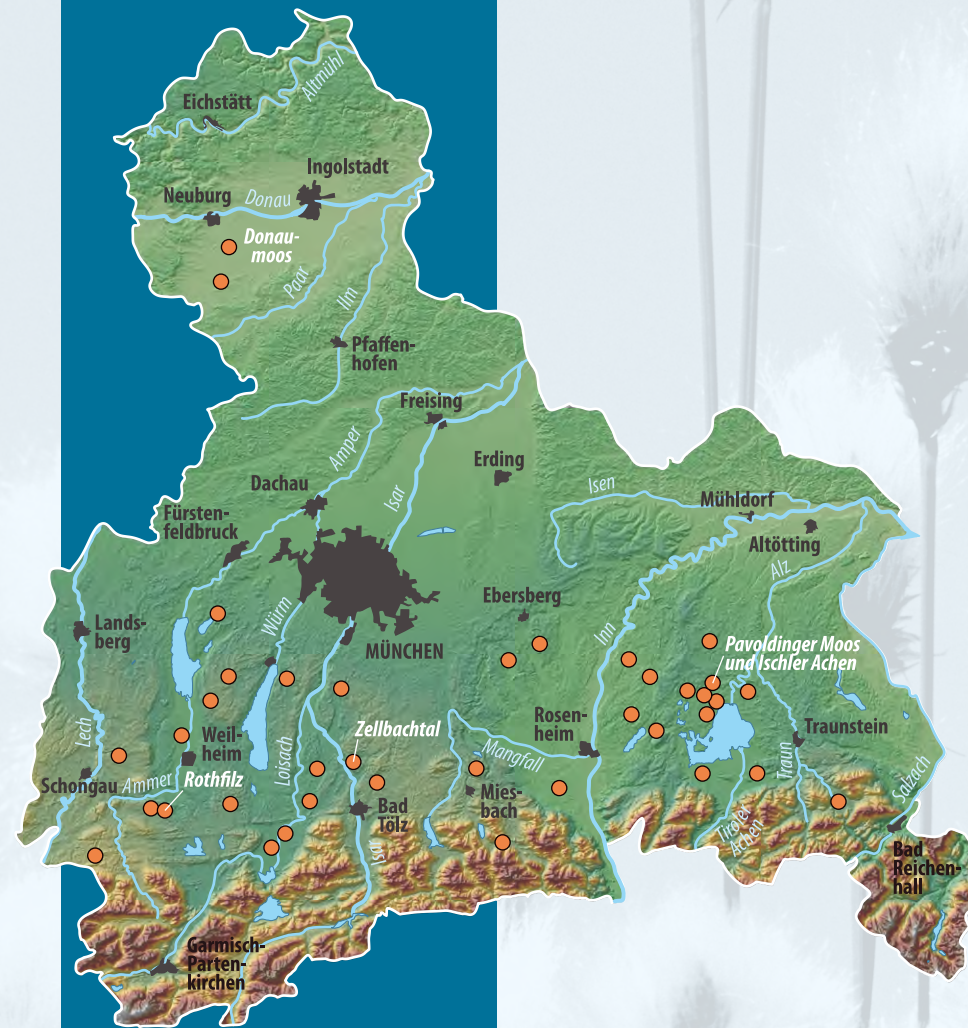 Altmühl
Eichstätt
Ingolstadt
Neuburg
Donau
Donau-
moos
Paar
Ilm
Pfaffen-
hofen
Freising
Amper
Erding
Isar
Isen
Dachau
Mühldorf
Fürsten-
feldbruck
Altötting
Alz
Ebersberg
Würm
Inn
Lands-
berg
MÜNCHEN
Pavoldinger Moos
und Ischler Achen
Lech
Rosen-
heim
Traunstein
Zellbachtal
Weil-
heim
Loisach
Mangfall
Traun
Schongau
Ammer
Rothfilz
Salzach
Mies-
bach
Bad
Tölz
Tiroler
Achen
Isar
Bad
Reichen-
hall
Garmisch-
Parten-
kirchen